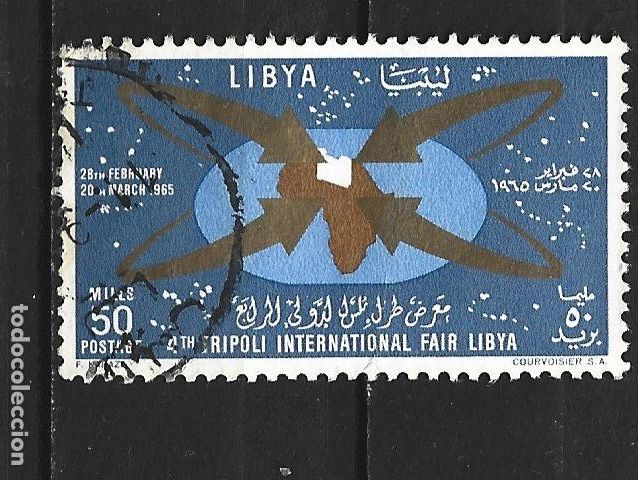 LIBYA ليبيا
28TH FEBRUARY
20TH MARCH 1965
٢٨ فبراير
٢٠ مارس ١٩٦٥
معرض طرابلس الدولي الرابع
MILLS
50
POSTAGE
مليما
٥٠
بريد
4TH TRIPOLI INTERNATIONAL FAIR LIBYA
COURVOISIER S.A.
todocoleccion